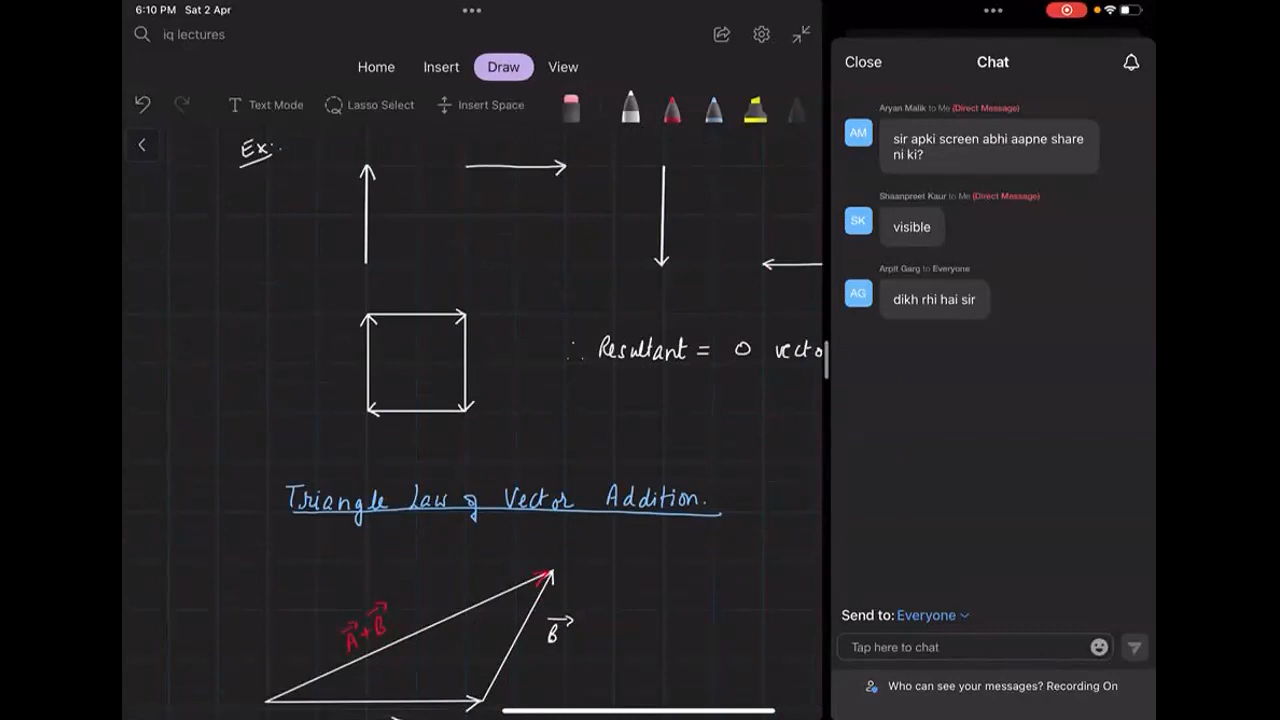 6:10 PM Sat 2 Apr
iq lectures
Home Insert Draw View
Text Mode Lasso Select Insert Space
Ex:-
∴ Resultant = 0 vecto
Triangle Law of Vector Addition.
A+B
B
Close Chat
Aryan Malik to Me (Direct Message)
AM
sir apki screen abhi aapne share
ni ki?
Shaanpreet Kaur to Me (Direct Message)
SK
visible
Arpit Garg to Everyone
AG
dikh rhi hai sir
Send to: Everyone
Tap here to chat
Who can see your messages? Recording On